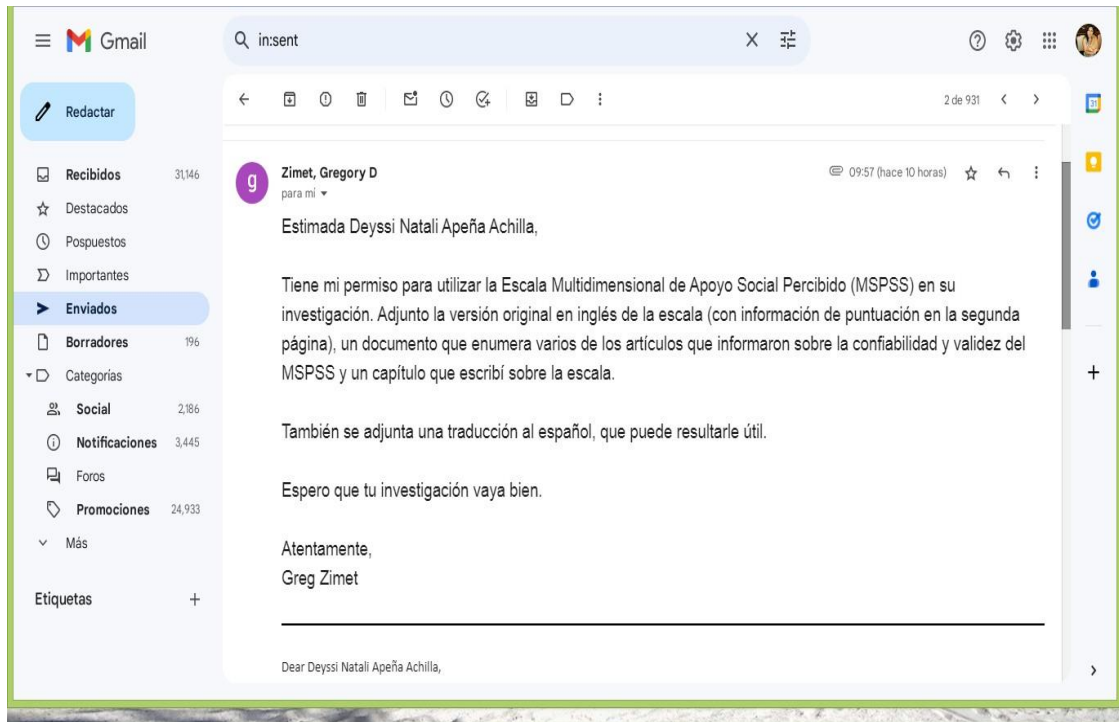 Gmail
in:sent
Redactar
2 de 931
31
Recibidos 31,146
Destacados
Pospuestos
Importantes
Enviados
Borradores 196
Categorías
Social 2,186
Notificaciones 3,445
Foros
Promociones 24,933
Más
Etiquetas
g
Zimet, Gregory D
09:57 (hace 10 horas)
para mí
Estimada Deyssi Natali Apeña Achilla,
Tiene mi permiso para utilizar la Escala Multidimensional de Apoyo Social Percibido (MSPSS) en su
investigación. Adjunto la versión original en inglés de la escala (con información de puntuación en la segunda
página), un documento que enumera varios de los artículos que informaron sobre la confiabilidad y validez del
MSPSS y un capítulo que escribí sobre la escala.
También se adjunta una traducción al español, que puede resultarle útil.
Espero que tu investigación vaya bien.
Atentamente,
Greg Zimet
Dear Deyssi Natali Apeña Achilla,